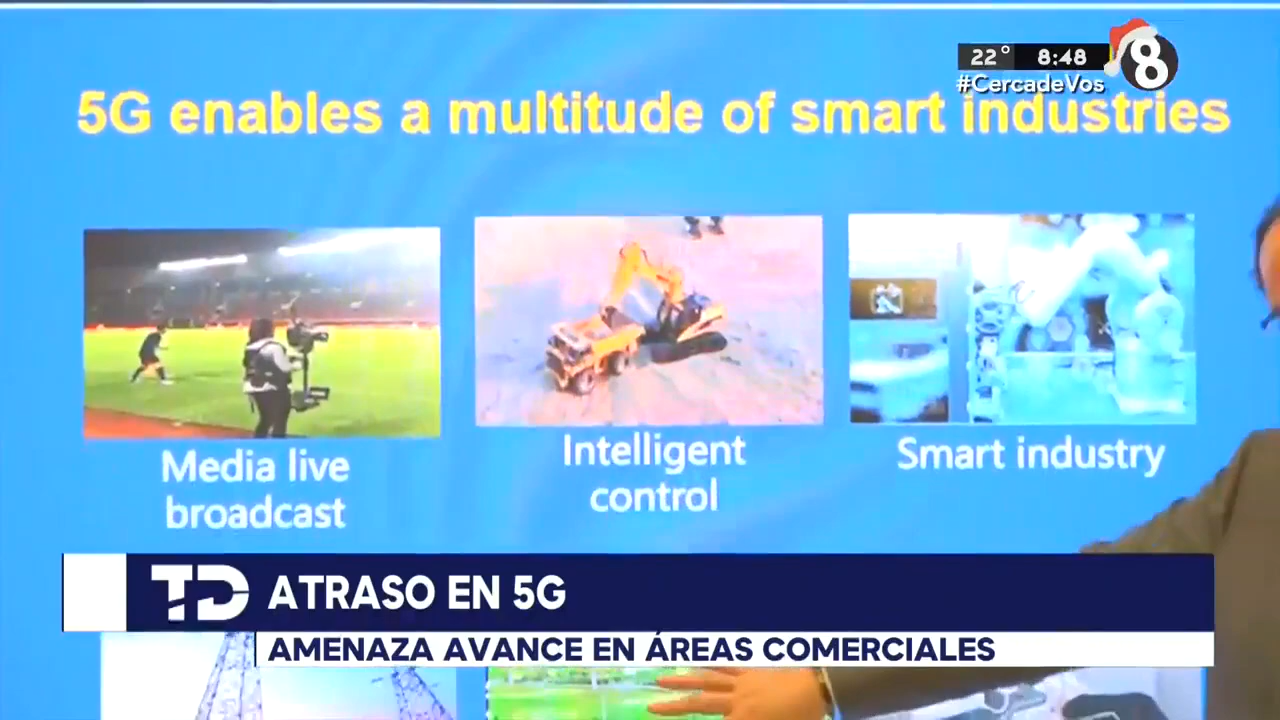 22° 8:48
8
#CercadeVos
5G enables a multitude of smart industries
Media live
broadcast
Intelligent
control
Smart industry
TD ATRASO EN 5G
AMENAZA AVANCE EN ÁREAS COMERCIALES